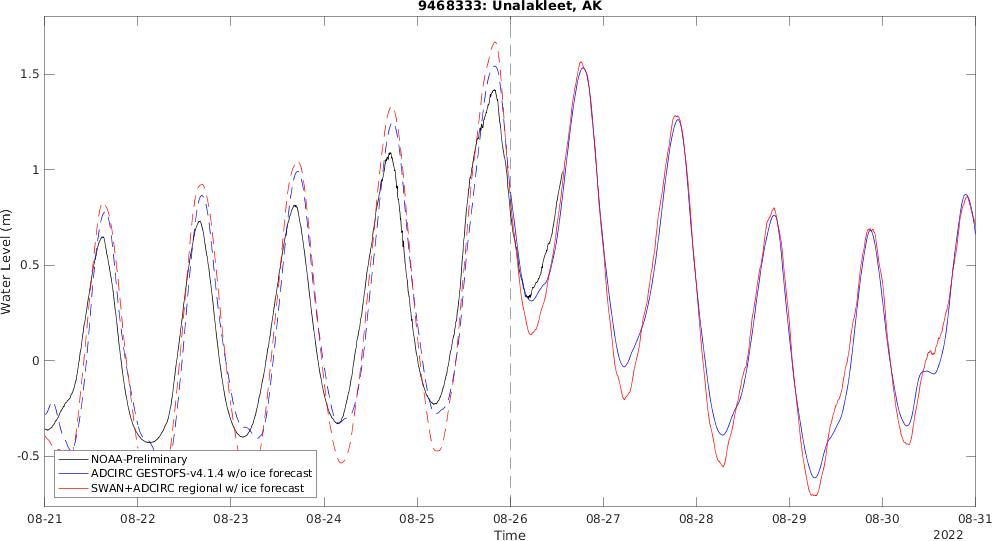 9468333: Unalakleet, AK
Water Level (m)
1.5
1
0.5
0
-0.5
NOAA-Preliminary
ADCIRC GESTOFS-v4.1.4 w/o ice forecast
SWAN+ADCIRC regional w/ ice forecast
08-21 08-22 08-23 08-24 08-25 08-26 08-27 08-28 08-29 08-30 08-31
Time
2022